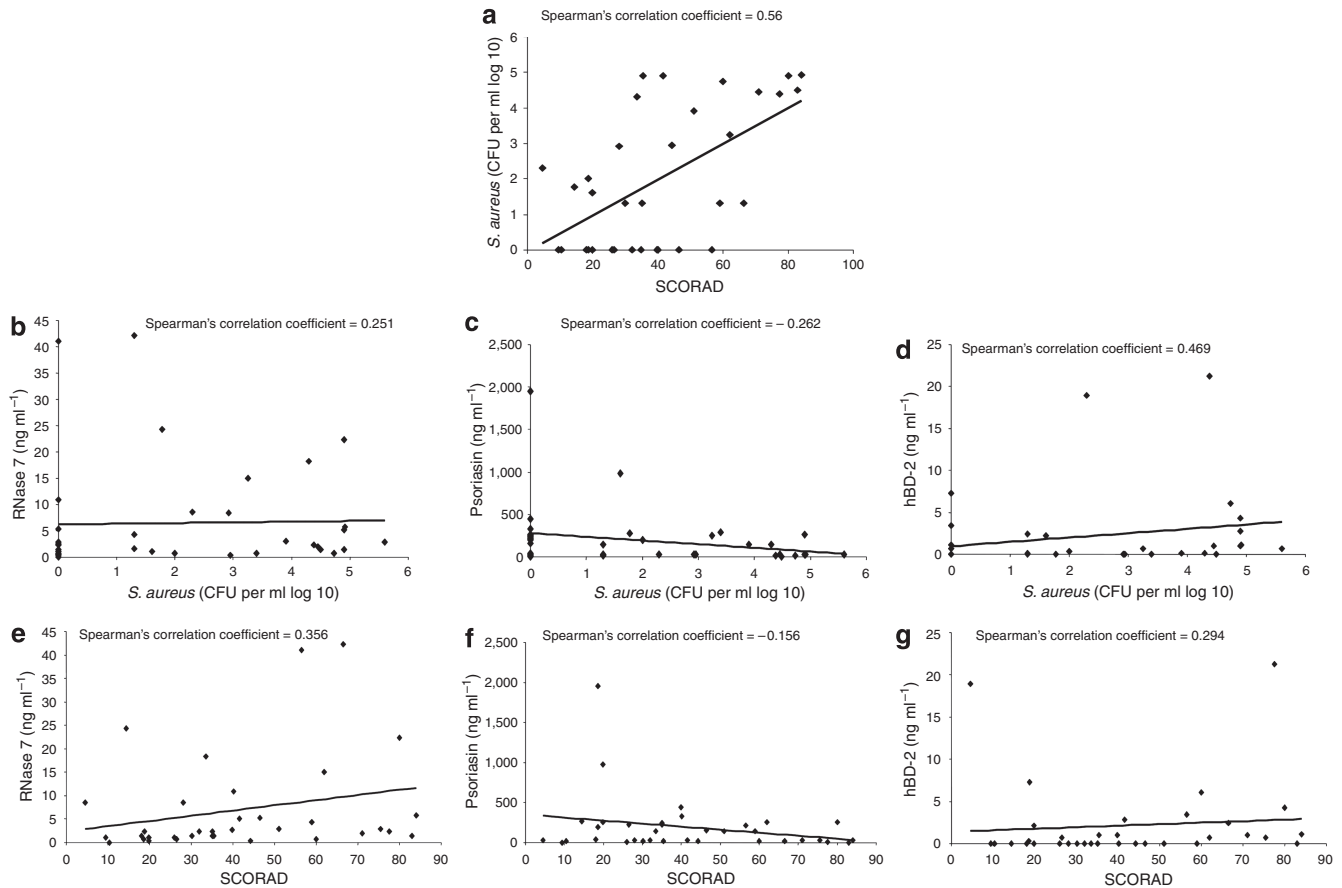 a
Spearman's correlation coefficient = 0.56
S. aureus (CFU per ml log 10)
6
5
4
3
2
1
0
0 20 40 60 80 100
SCORAD
b
Spearman's correlation coefficient = 0.251
RNase 7 (ng ml⁻¹)
45
40
35
30
25
20
15
10
5
0
0 1 2 3 4 5 6
S. aureus (CFU per ml log 10)
c
Spearman's correlation coefficient = – 0.262
Psoriasin (ng ml⁻¹)
2,500
2,000
1,500
1,000
500
0
0 1 2 3 4 5 6
S. aureus (CFU per ml log 10)
d
Spearman's correlation coefficient = 0.469
hBD-2 (ng ml⁻¹)
25
20
15
10
5
0
0 1 2 3 4 5 6
S. aureus (CFU per ml log 10)
e
Spearman's correlation coefficient = 0.356
RNase 7 (ng ml⁻¹)
45
40
35
30
25
20
15
10
5
0
0 10 20 30 40 50 60 70 80 90
SCORAD
f
Spearman's correlation coefficient = –0.156
Psoriasin (ng ml⁻¹)
2,500
2,000
1,500
1,000
500
0
0 10 20 30 40 50 60 70 80 90
SCORAD
g
Spearman's correlation coefficient = 0.294
hBD-2 (ng ml⁻¹)
25
20
15
10
5
0
0 10 20 30 40 50 60 70 80 90
SCORAD